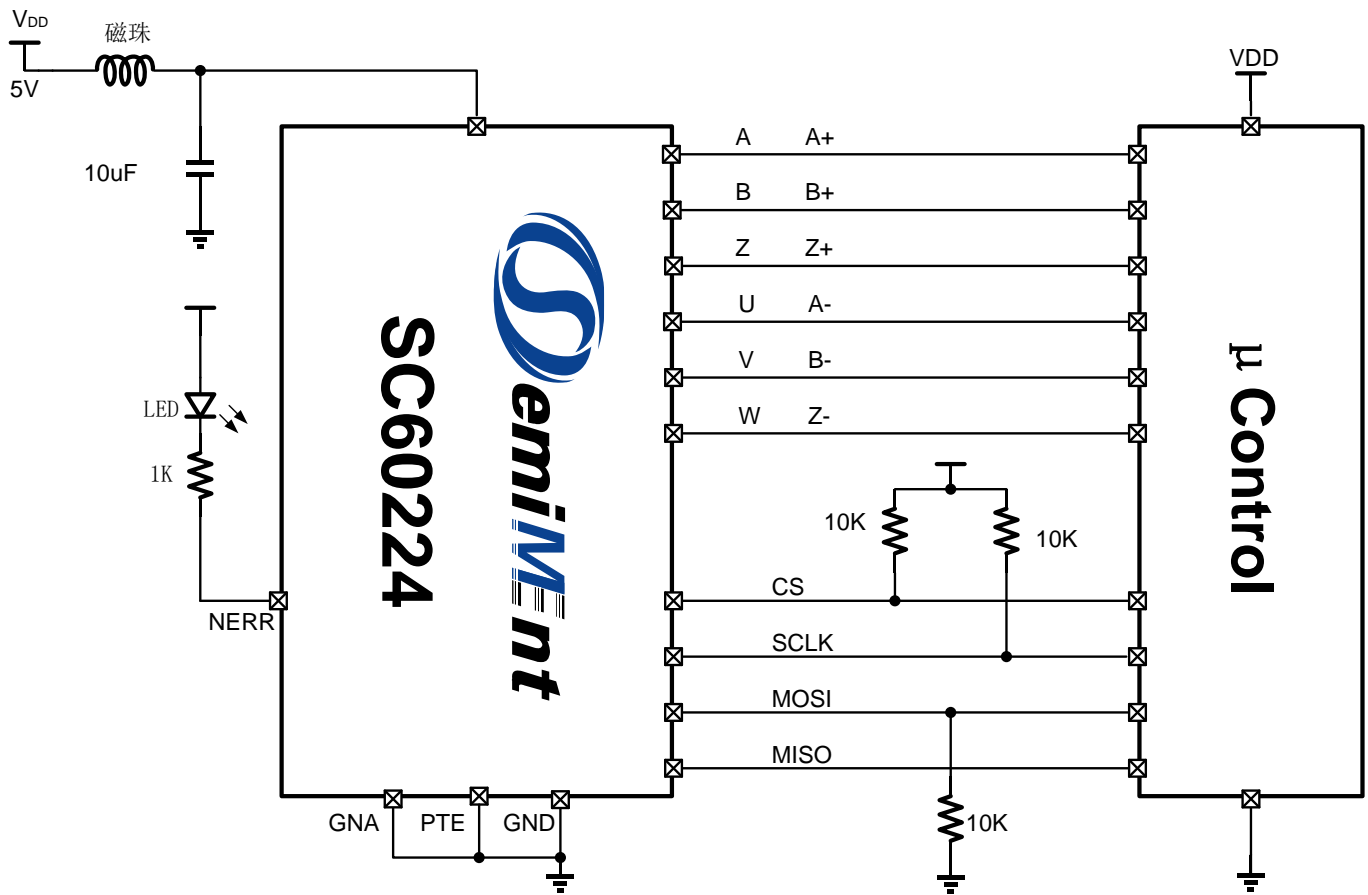 VDD
磁珠
5V
10uF
VDD
A A+
B B+
Z Z+
U A-
V B-
W Z-
SemiMEnt
SC60224
μ Control
LED
1K
NERR
10K
10K
CS
SCLK
MOSI
MISO
10K
GNA
PTE
GND